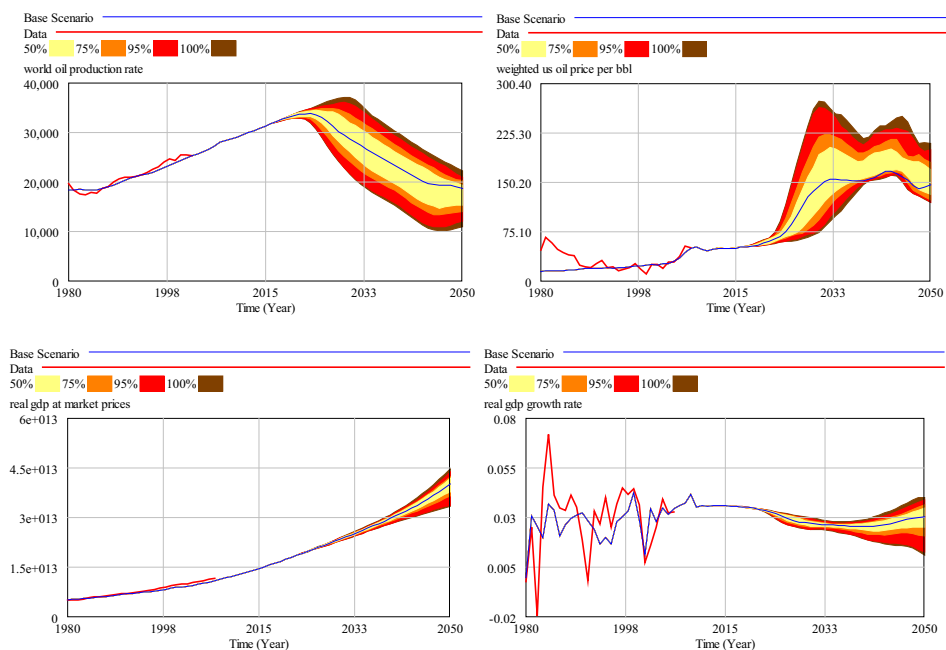 Base Scenario
Data
50% 75% 95% 100%
world oil production rate
40,000
30,000
20,000
10,000
0
1980 1998 2015 2033 2050
Time (Year)
Base Scenario
Data
50% 75% 95% 100%
weighted us oil price per bbl
300.40
225.30
150.20
75.10
0
1980 1998 2015 2033 2050
Time (Year)
Base Scenario
Data
50% 75% 95% 100%
real gdp at market prices
6e+013
4.5e+013
3e+013
1.5e+013
0
1980 1998 2015 2033 2050
Time (Year)
Base Scenario
Data
50% 75% 95% 100%
real gdp growth rate
0.08
0.055
0.03
0.005
-0.02
1980 1998 2015 2033 2050
Time (Year)